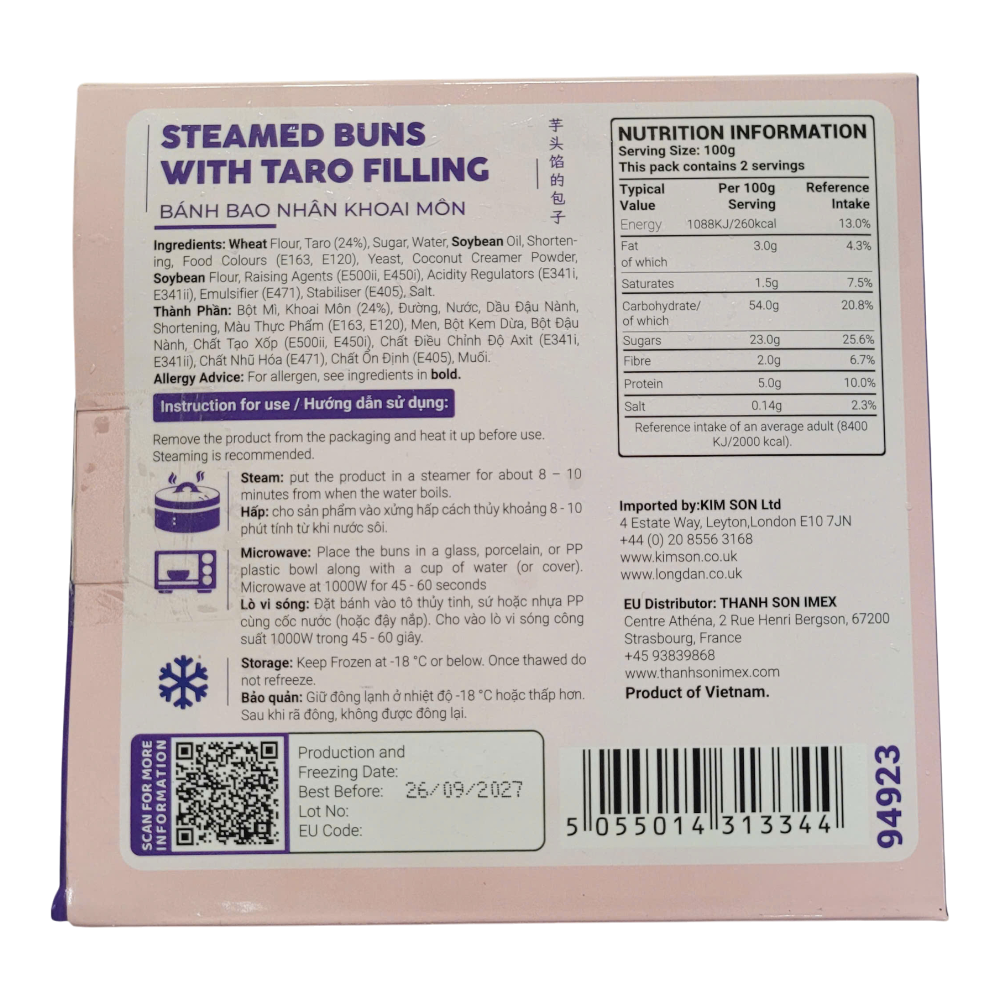 STEAMED BUNS
WITH TARO FILLING
BÁNH BAO NHÂN KHOAI MÔN
芋头馅的包子
Ingredients: Wheat Flour, Taro (24%), Sugar, Water, Soybean Oil, Shorten-
ing, Food Colours (E163, E120), Yeast, Coconut Creamer Powder,
Soybean Flour, Raising Agents (E500ii, E450i), Acidity Regulators (E341i,
E341ii), Emulsifier (E471), Stabiliser (E405), Salt.
Thành Phần: Bột Mì, Khoai Môn (24%), Đường, Nước, Dầu Đậu Nành,
Shortening, Màu Thực Phẩm (E163, E120), Men, Bột Kem Dừa, Bột Đậu
Nành, Chất Tạo Xốp (E500ii, E450i), Chất Điều Chỉnh Độ Axit (E341i,
E341ii), Chất Nhũ Hóa (E471), Chất Ổn Định (E405), Muối.
Allergy Advice: For allergen, see ingredients in bold.
Instruction for use / Hướng dẫn sử dụng:
Remove the product from the packaging and heat it up before use.
Steaming is recommended.
Steam: put the product in a steamer for about 8 – 10
minutes from when the water boils.
Hấp: cho sản phẩm vào xửng hấp cách thủy khoảng 8 - 10
phút tính từ khi nước sôi.
Microwave: Place the buns in a glass, porcelain, or PP
plastic bowl along with a cup of water (or cover).
Microwave at 1000W for 45 - 60 seconds
Lò vi sóng: Đặt bánh vào tô thủy tinh, sứ hoặc nhựa PP
cùng cốc nước (hoặc đậy nắp). Cho vào lò vi sóng công
suất 1000W trong 45 - 60 giây.
Storage: Keep Frozen at -18 °C or below. Once thawed do
not refreeze.
Bảo quản: Giữ đông lạnh ở nhiệt độ -18 °C hoặc thấp hơn.
Sau khi rã đông, không được đông lại.
SCAN FOR MORE
INFORMATION
Production and
Freezing Date:
Best Before: 26/09/2027
Lot No:
EU Code:
NUTRITION INFORMATION
Serving Size: 100g
This pack contains 2 servings
Typical Value Per 100g Serving Reference Intake
Energy 1088KJ/260kcal 13.0%
Fat 3.0g 4.3%
of which
Saturates 1.5g 7.5%
Carbohydrate/ 54.0g 20.8%
of which
Sugars 23.0g 25.6%
Fibre 2.0g 6.7%
Protein 5.0g 10.0%
Salt 0.14g 2.3%
Reference intake of an average adult (8400
KJ/2000 kcal).
Imported by:KIM SON Ltd
4 Estate Way, Leyton,London E10 7JN
+44 (0) 20 8556 3168
www.kimson.co.uk
www.longdan.co.uk
EU Distributor: THANH SON IMEX
Centre Athéna, 2 Rue Henri Bergson, 67200
Strasbourg, France
+45 93839868
www.thanhsonimex.com
Product of Vietnam.
5 055014 313344
94923